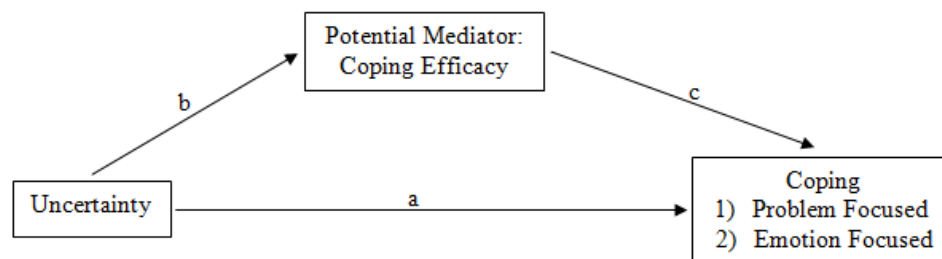 Potential Mediator:
Coping Efficacy
b
c
Uncertainty
a
Coping
1) Problem Focused
2) Emotion Focused